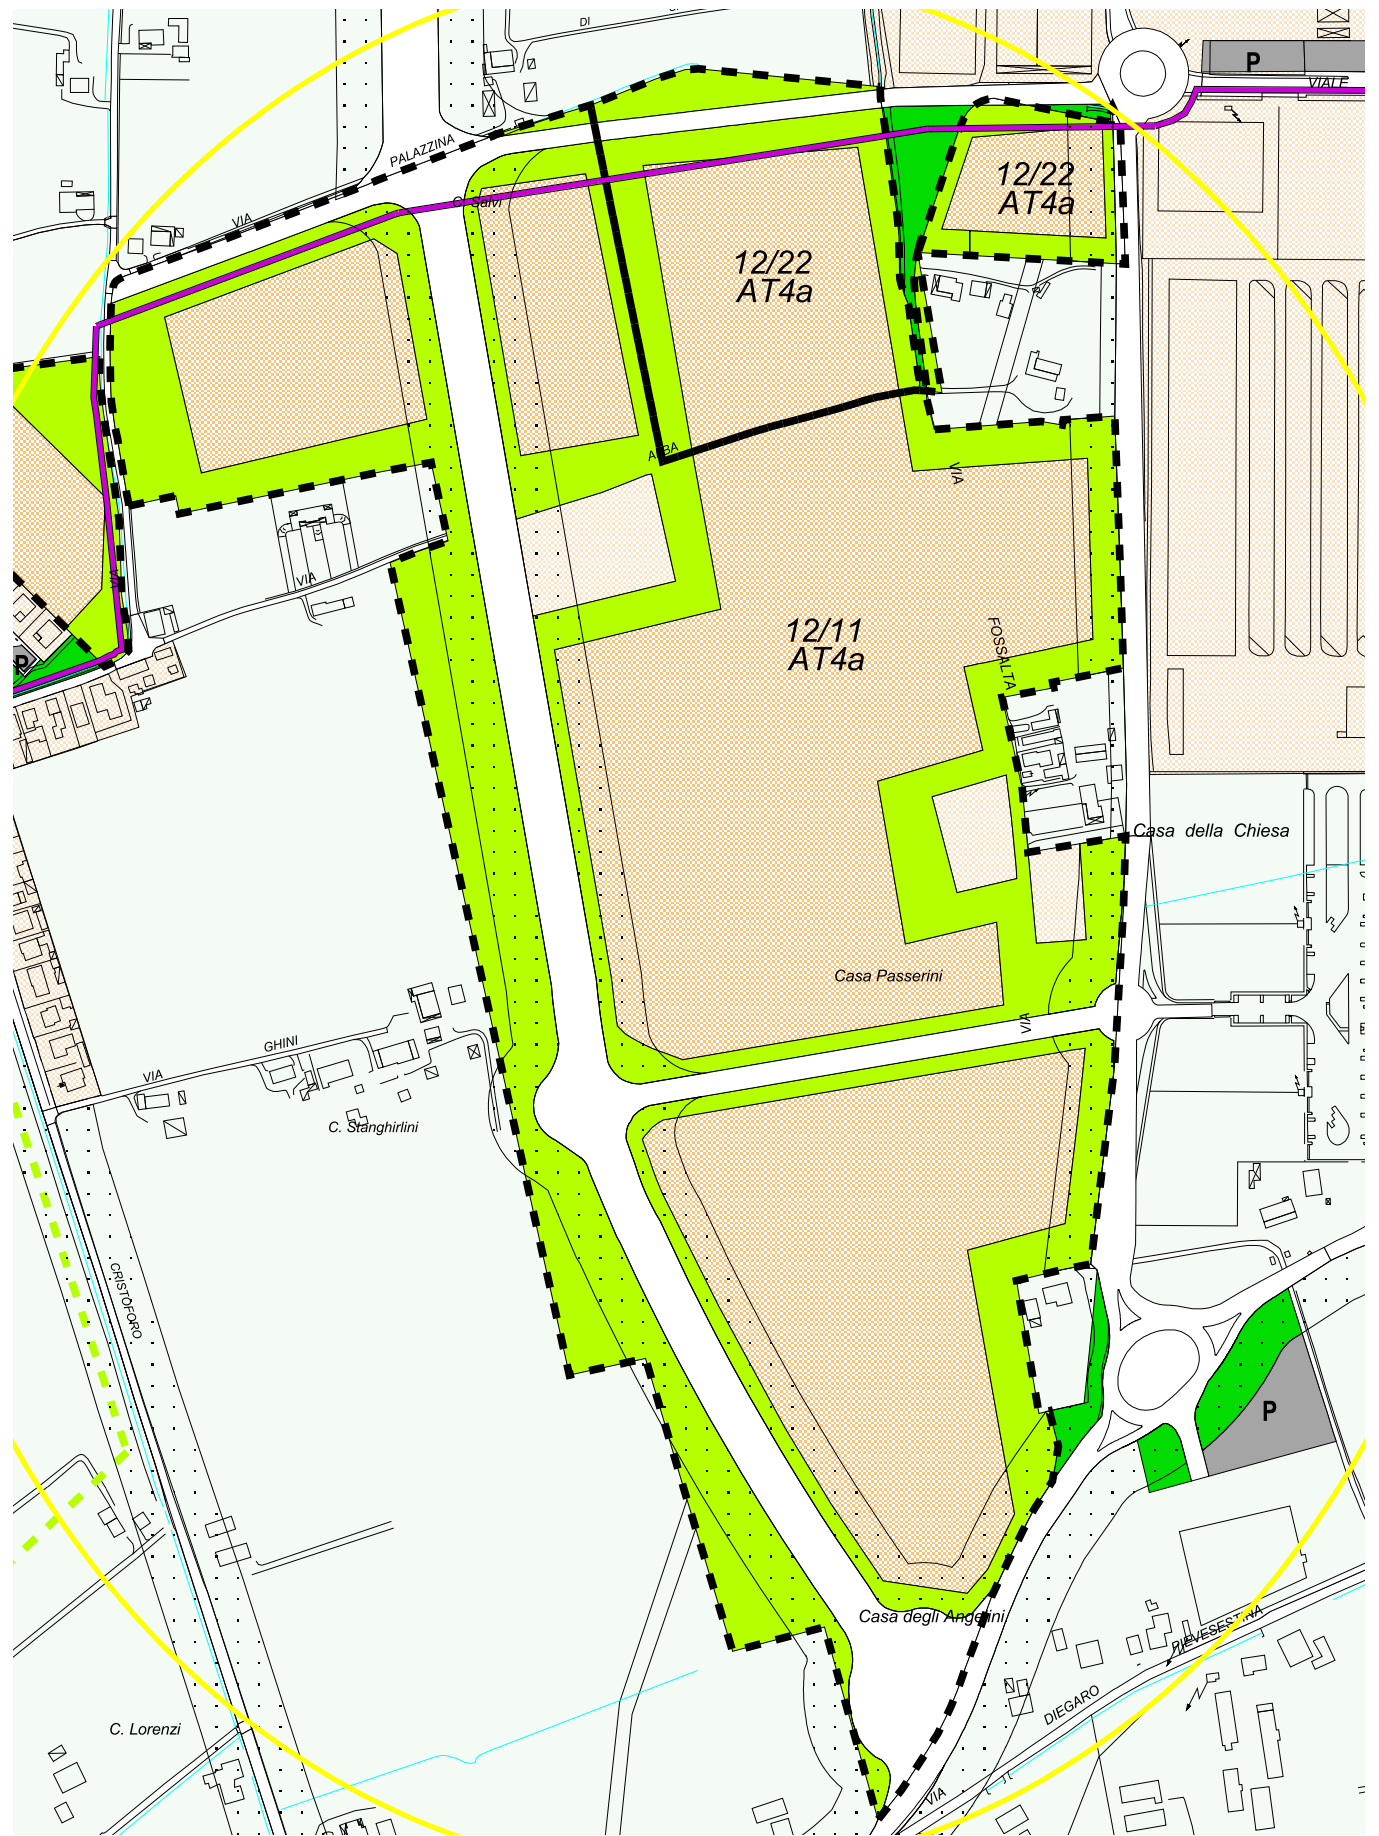 DI
P
VIALE
PALAZZINA
VIA
C. Salvi
12/22
AT4a
12/22
AT4a
ALBA
VIA
VIA
VIA
12/11
AT4a
FOSSALTA
P
Casa della Chiesa
Casa Passerini
VIA
GHINI
VIA
C. Stanghirlini
CRISTOFORO
P
Casa degli Angelini
PIEVESESTINA
DIEGARO
C. Lorenzi
VIA